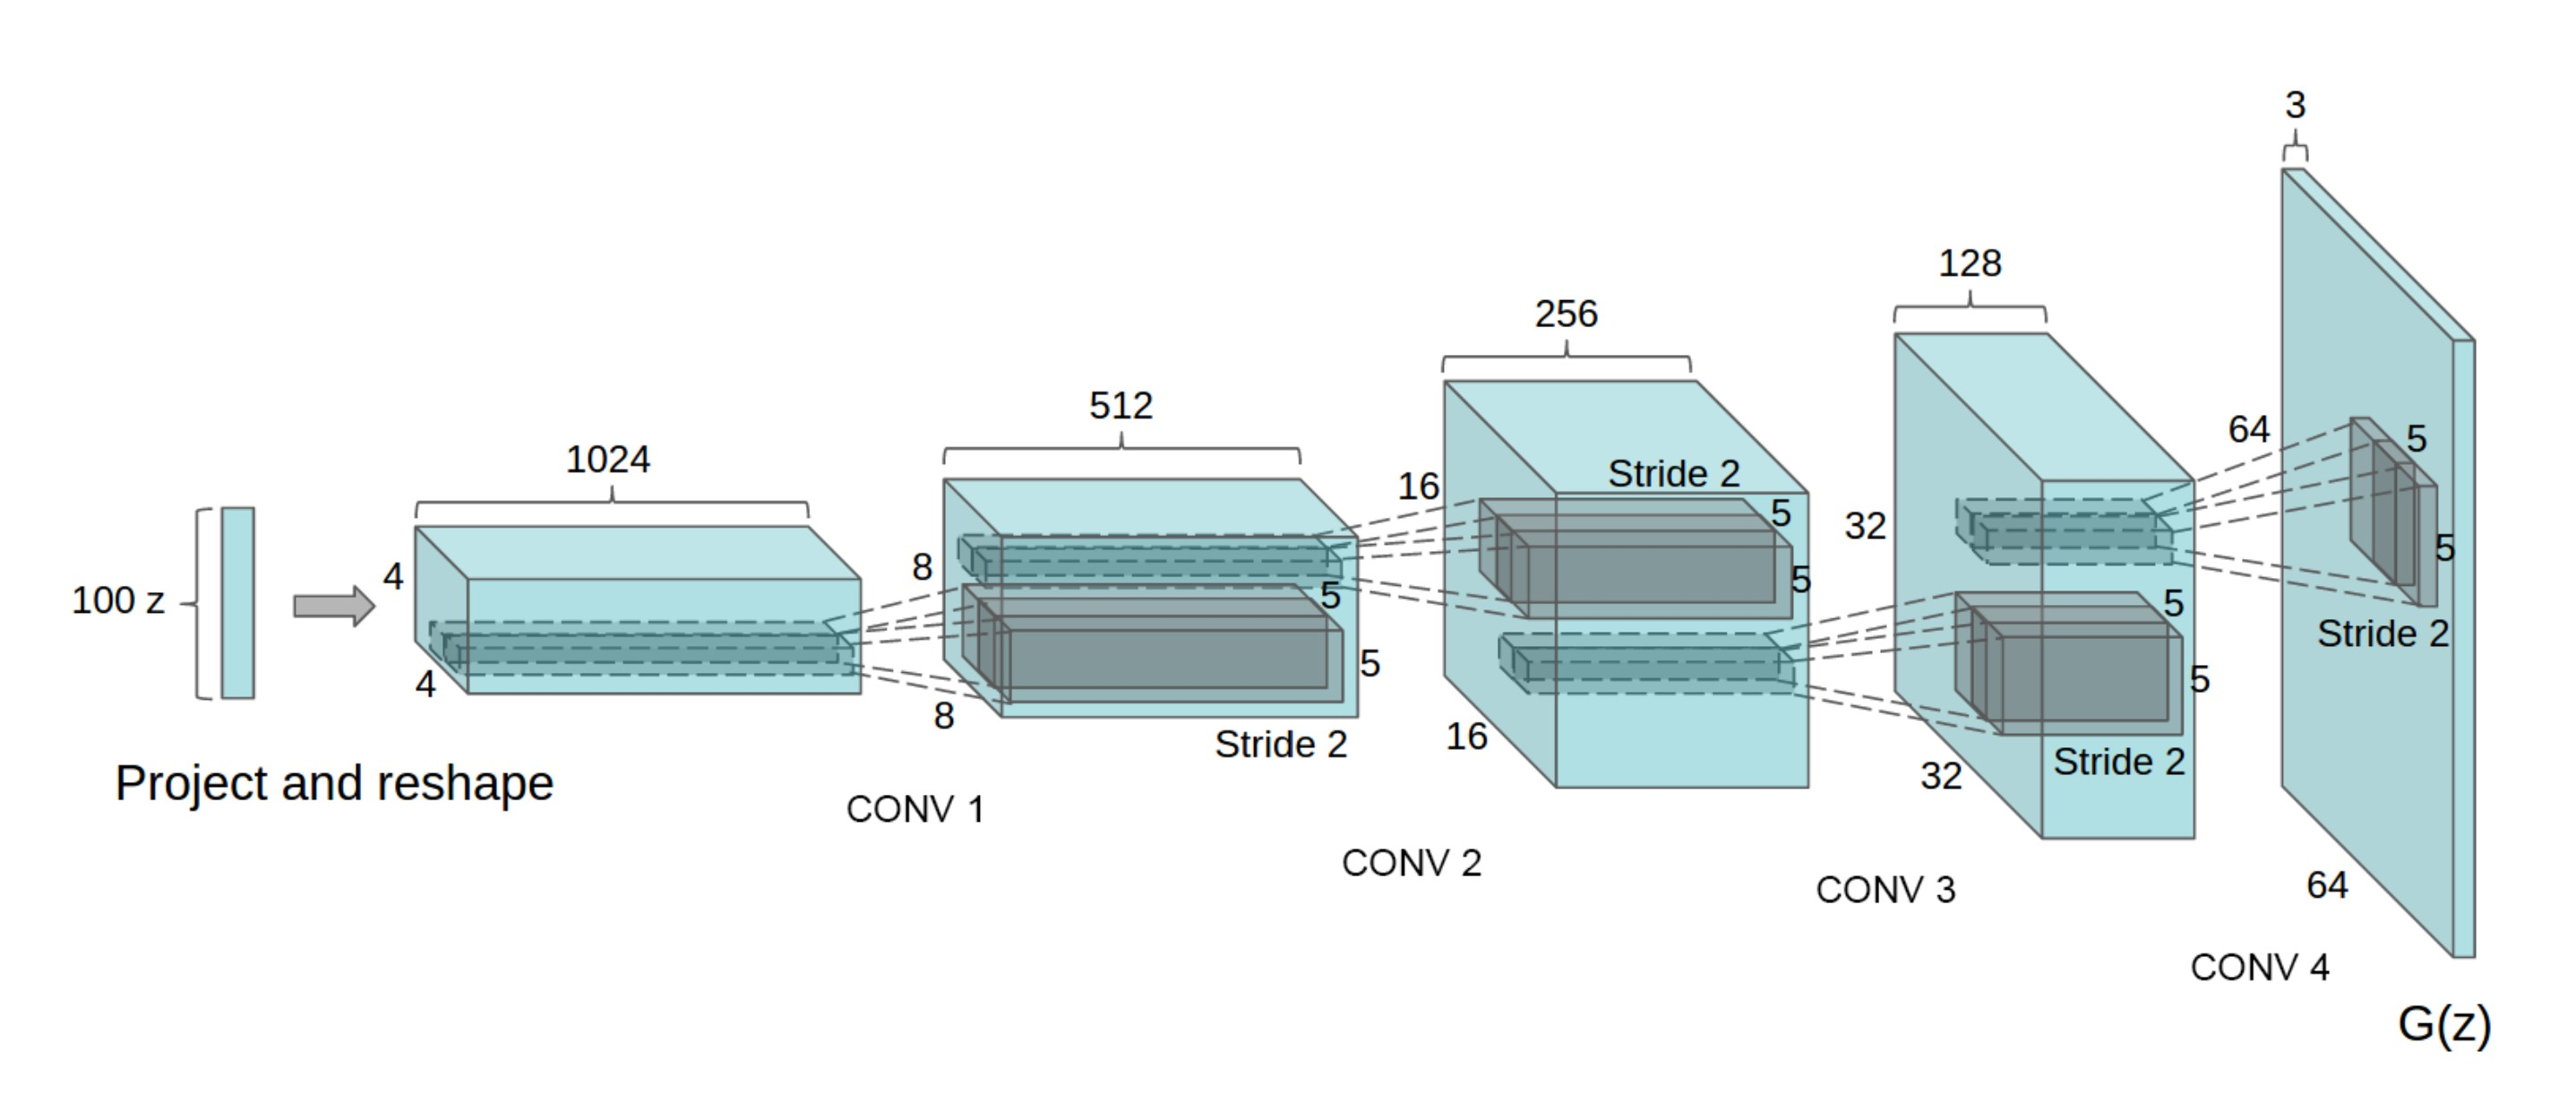 100 z
Project and reshape
1024
4
4
CONV 1
512
8
8
5
5
Stride 2
CONV 2
256
16
16
Stride 2
5
5
CONV 3
128
32
32
5
5
Stride 2
CONV 4
3
64
64
5
5
Stride 2
G(z)